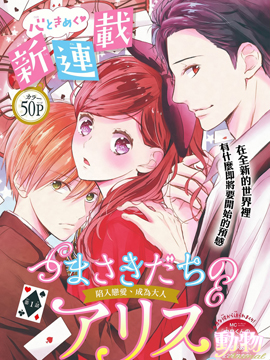 心ときめく♥
新連載
カラー
50P
在全新的世界裡
有什麼即將要開始的預感
うまさきだちの
アリス
第1話
陷入戀愛、成為大人
MC
動物